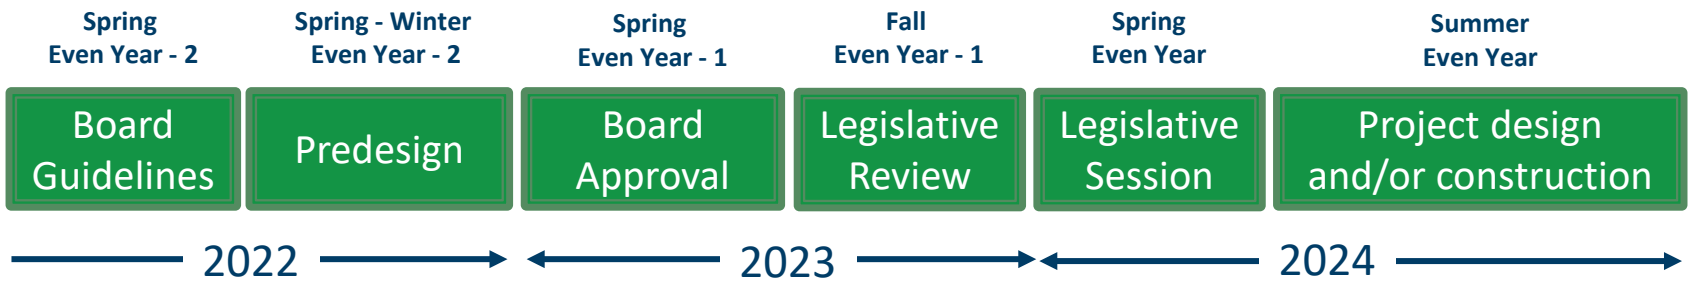 Spring
Even Year - 2
Spring - Winter
Even Year - 2
Spring
Even Year - 1
Fall
Even Year - 1
Spring
Even Year
Summer
Even Year
Board
Guidelines
Predesign
Board
Approval
Legislative
Review
Legislative
Session
Project design
and/or construction
2022
2023
2024